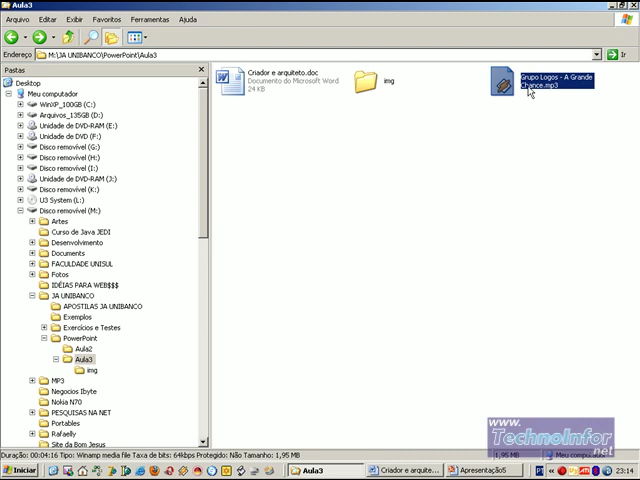 Aula3
Arquivo Editar Exibir Favoritos Ferramentas Ajuda
Endereço M:\JA UNIBANCO\PowerPoint\Aula3 Ir
Pastas
Desktop
Meu computador
WinXP_100GB (C:)
Arquivos_135GB (D:)
Unidade de DVD-RAM (E:)
Unidade de DVD (F:)
Disco removível (G:)
Disco removível (H:)
Disco removível (I:)
Unidade de DVD-RAM (J:)
Disco removível (K:)
U3 System (L:)
Disco removível (M:)
Artes
Curso de Java JEDI
Desenvolvimento
Documents
FACULDADE UNISUL
Fotos
IDÉIAS PARA WEB$$$
JA UNIBANCO
APOSTILAS JA UNIBANCO
Exemplos
Exercícios e Testes
PowerPoint
Aula2
Aula3
img
MP3
Negocios Ibyte
Nokia N70
PESQUISAS NA NET
Portables
Rafaelly
Site da Bom Jesus
Criador e arquiteto.doc
Documento do Microsoft Word
24 KB
img
Grupo Logos - A Grande
Chance.mp3
www.
TechnoInfor
.net
Duração: 00:04:16 Tipo: Winamp media file Taxa de bits: 64kbps Protegido: Não Tamanho: 1,95 MB 1,95 MB Meu computador
Iniciar Aula3 Criador e arquite... Apresentação5 PT 23:14